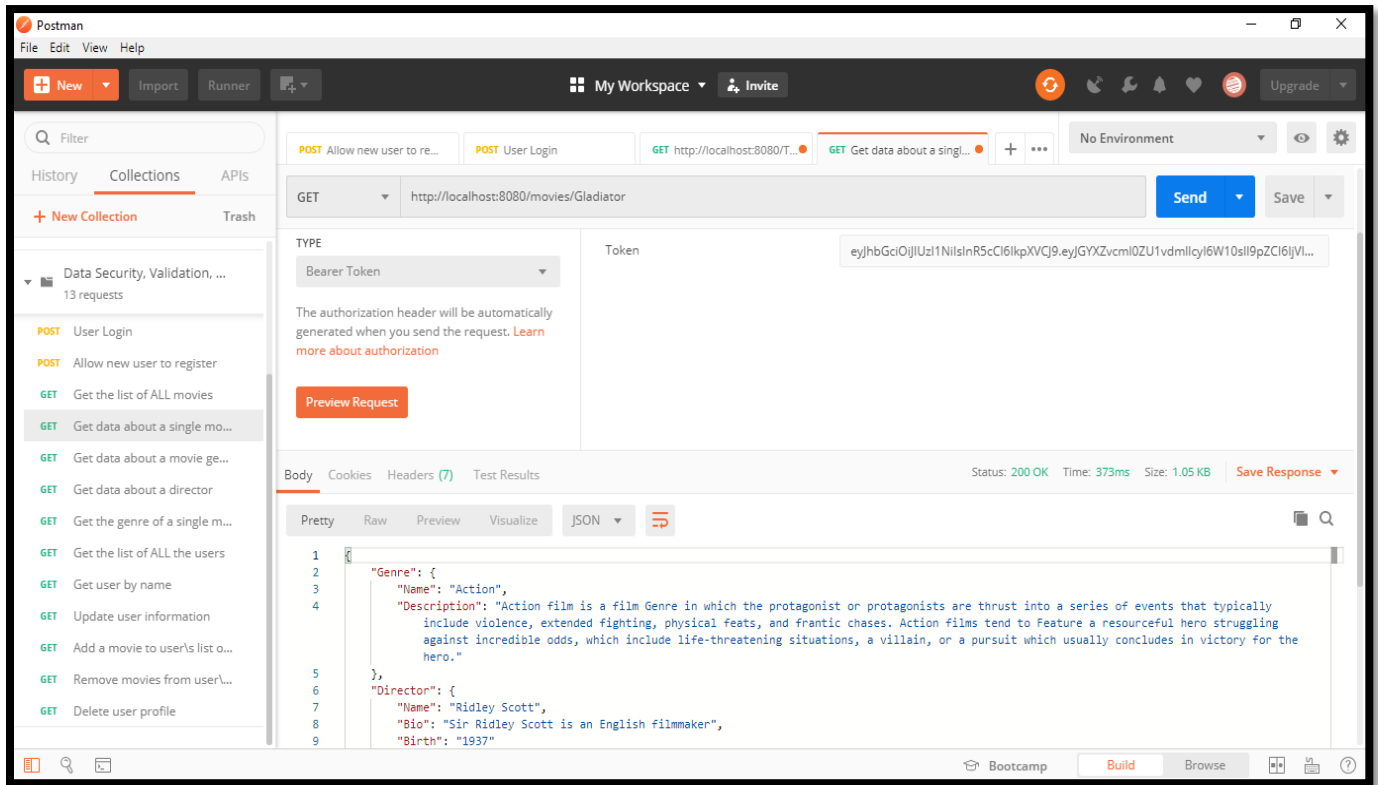 Postman
File Edit View Help
New Import Runner My Workspace Invite Upgrade
Filter
History Collections APIs
+ New Collection Trash
Data Security, Validation, ...
13 requests
POST User Login
POST Allow new user to register
GET Get the list of ALL movies
GET Get data about a single mo...
GET Get data about a movie ge...
GET Get data about a director
GET Get the genre of a single m...
GET Get the list of ALL the users
GET Get user by name
GET Update user information
GET Add a movie to user\s list o...
GET Remove movies from user\...
GET Delete user profile
POST Allow new user to re... POST User Login GET http://localhost:8080/T... GET Get data about a singl... + ... No Environment
GET http://localhost:8080/movies/Gladiator Send Save
TYPE
Bearer Token
The authorization header will be automatically
generated when you send the request. Learn
more about authorization
Preview Request
Token
Body Cookies Headers (7) Test Results Status: 200 OK Time: 373ms Size: 1.05 KB Save Response
Pretty Raw Preview Visualize JSON
1 {
2 "Genre": {
3 "Name": "Action",
4 "Description": "Action film is a film Genre in which the protagonist or protagonists are thrust into a series of events that typically
include violence, extended fighting, physical feats, and frantic chases. Action films tend to Feature a resourceful hero struggling
against incredible odds, which include life-threatening situations, a villain, or a pursuit which usually concludes in victory for the
hero."
5 },
6 "Director": {
7 "Name": "Ridley Scott",
8 "Bio": "Sir Ridley Scott is an English filmmaker",
9 "Birth": "1937"
Bootcamp Build Browse